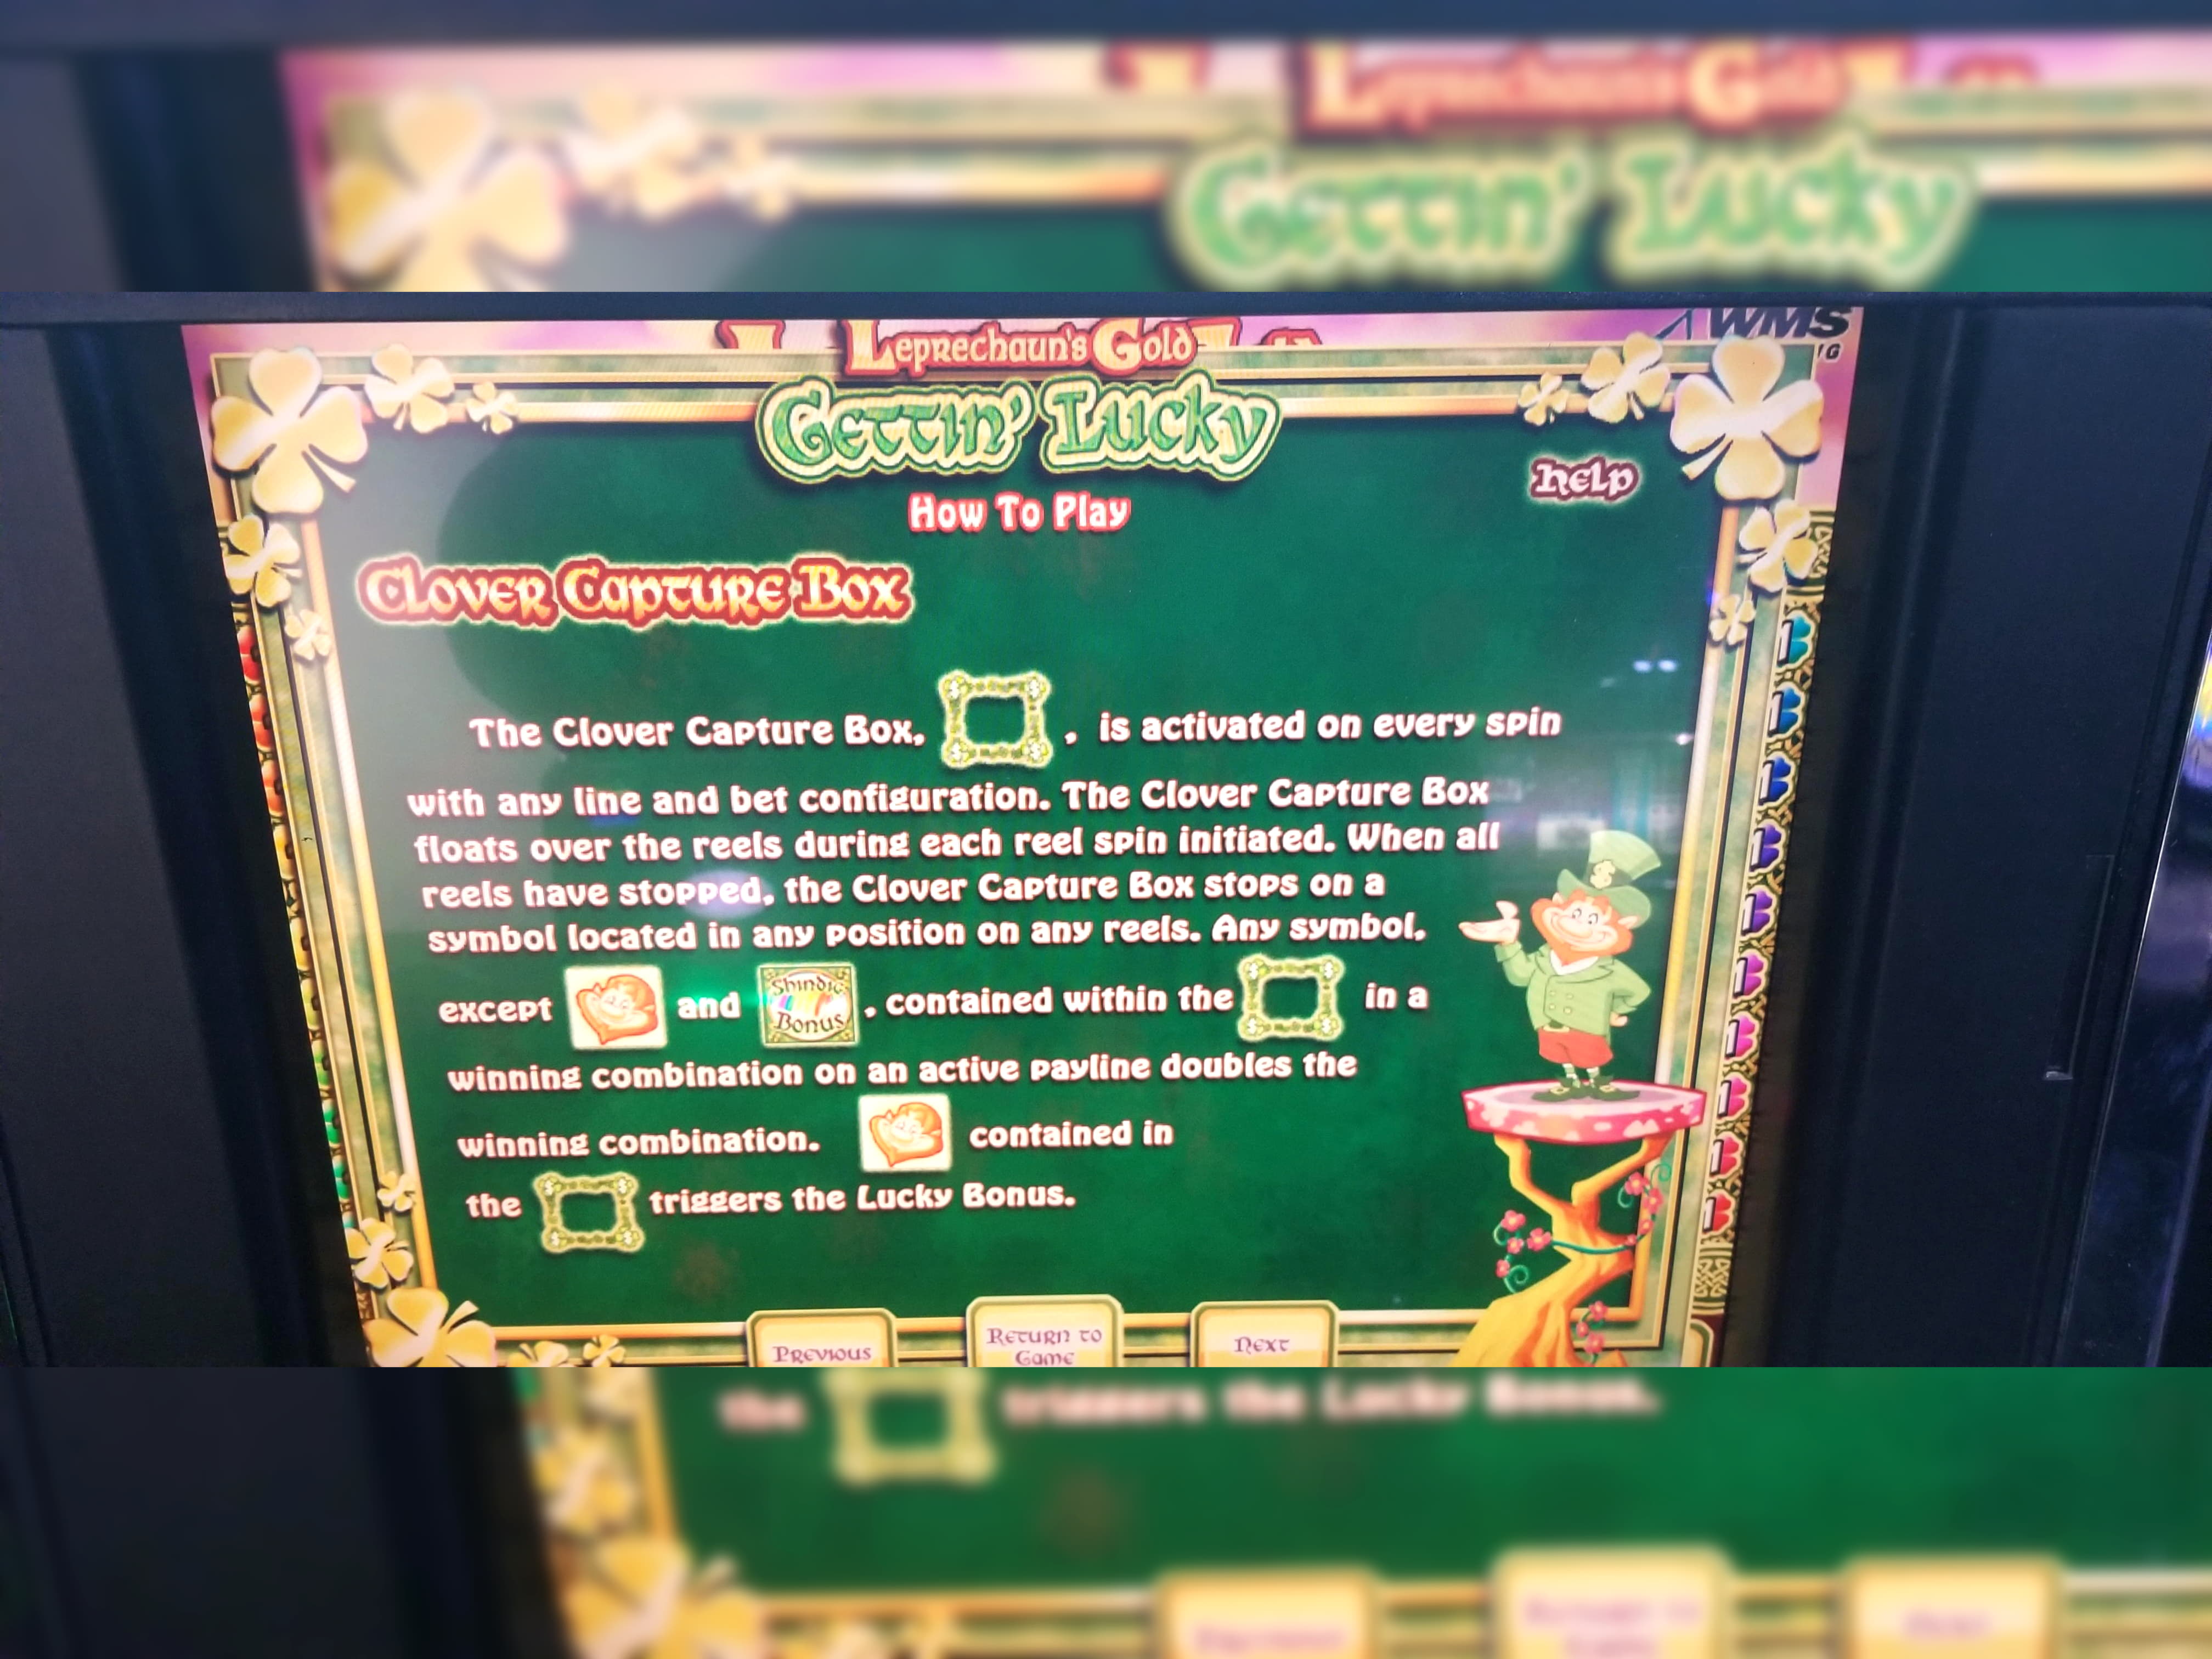 WMS
Leprechaun's Gold
Gettin' Lucky
Help
How To Play
Clover Capture Box
The Clover Capture Box, , is activated on every spin
with any line and bet configuration. The Clover Capture Box
floats over the reels during each reel spin initiated. When all
reels have stopped, the Clover Capture Box stops on a
symbol located in any position on any reels. Any symbol,
except and Shindig Bonus , contained within the in a
winning combination on an active payline doubles the
winning combination. contained in
the triggers the Lucky Bonus.
Previous Return to Game Next